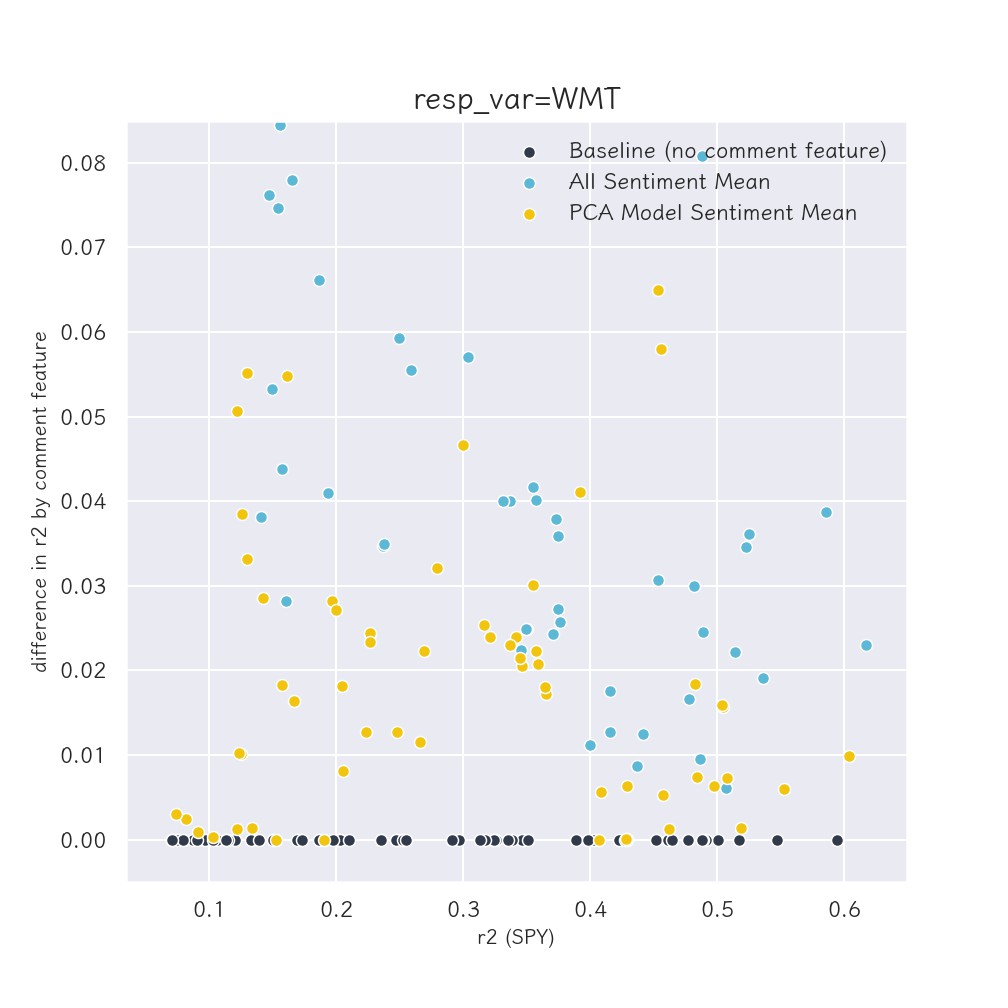 resp_var=WMT
Baseline (no comment feature)
All Sentiment Mean
PCA Model Sentiment Mean
difference in r2 by comment feature
0.08
0.07
0.06
0.05
0.04
0.03
0.02
0.01
0.00
0.1 0.2 0.3 0.4 0.5 0.6
r2 (SPY)